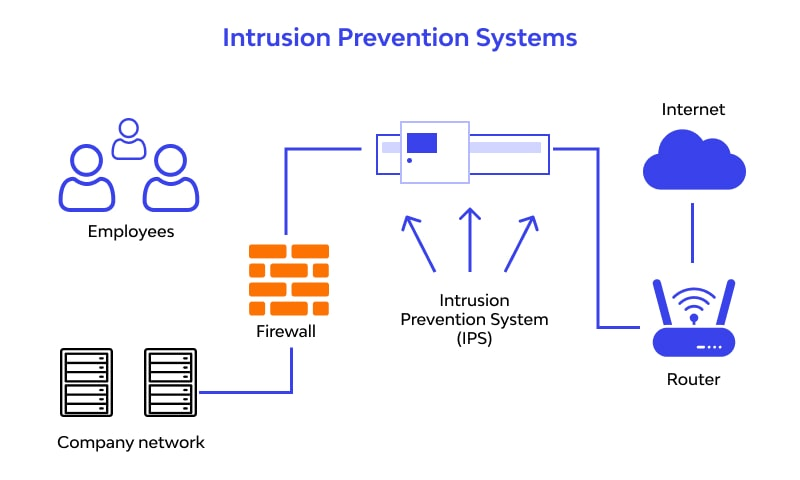 Intrusion Prevention Systems
Internet
Employees
Intrusion
Prevention System
(IPS)
Firewall
Router
Company network